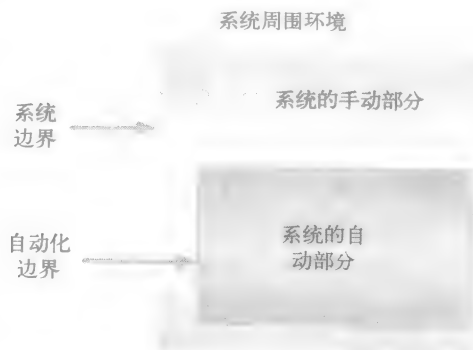 系统周围环境
系统的手动部分
系统
边界
系统的自
动部分
自动化
边界